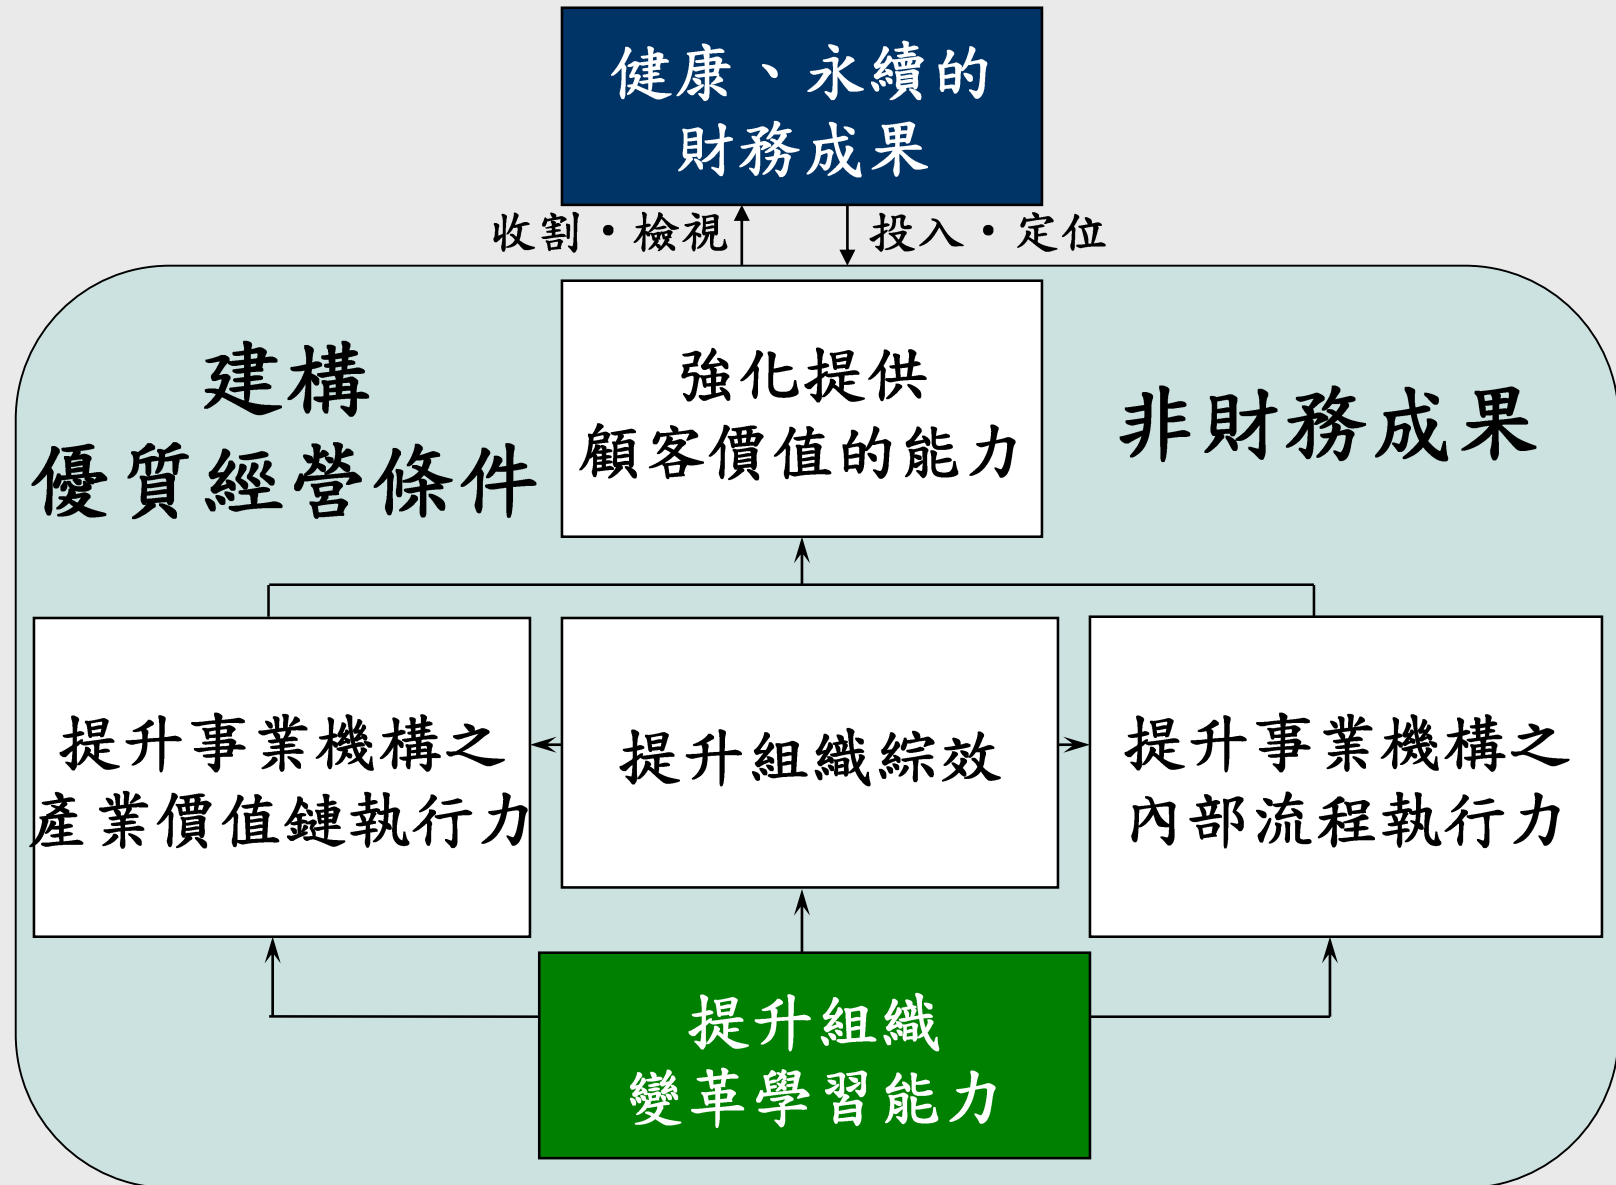 健康、永續的
財務成果
收割・檢視
投入・定位
建構
優質經營條件
強化提供
顧客價值的能力
非財務成果
提升事業機構之
產業價值鏈執行力
提升組織綜效
提升事業機構之
內部流程執行力
提升組織
變革學習能力